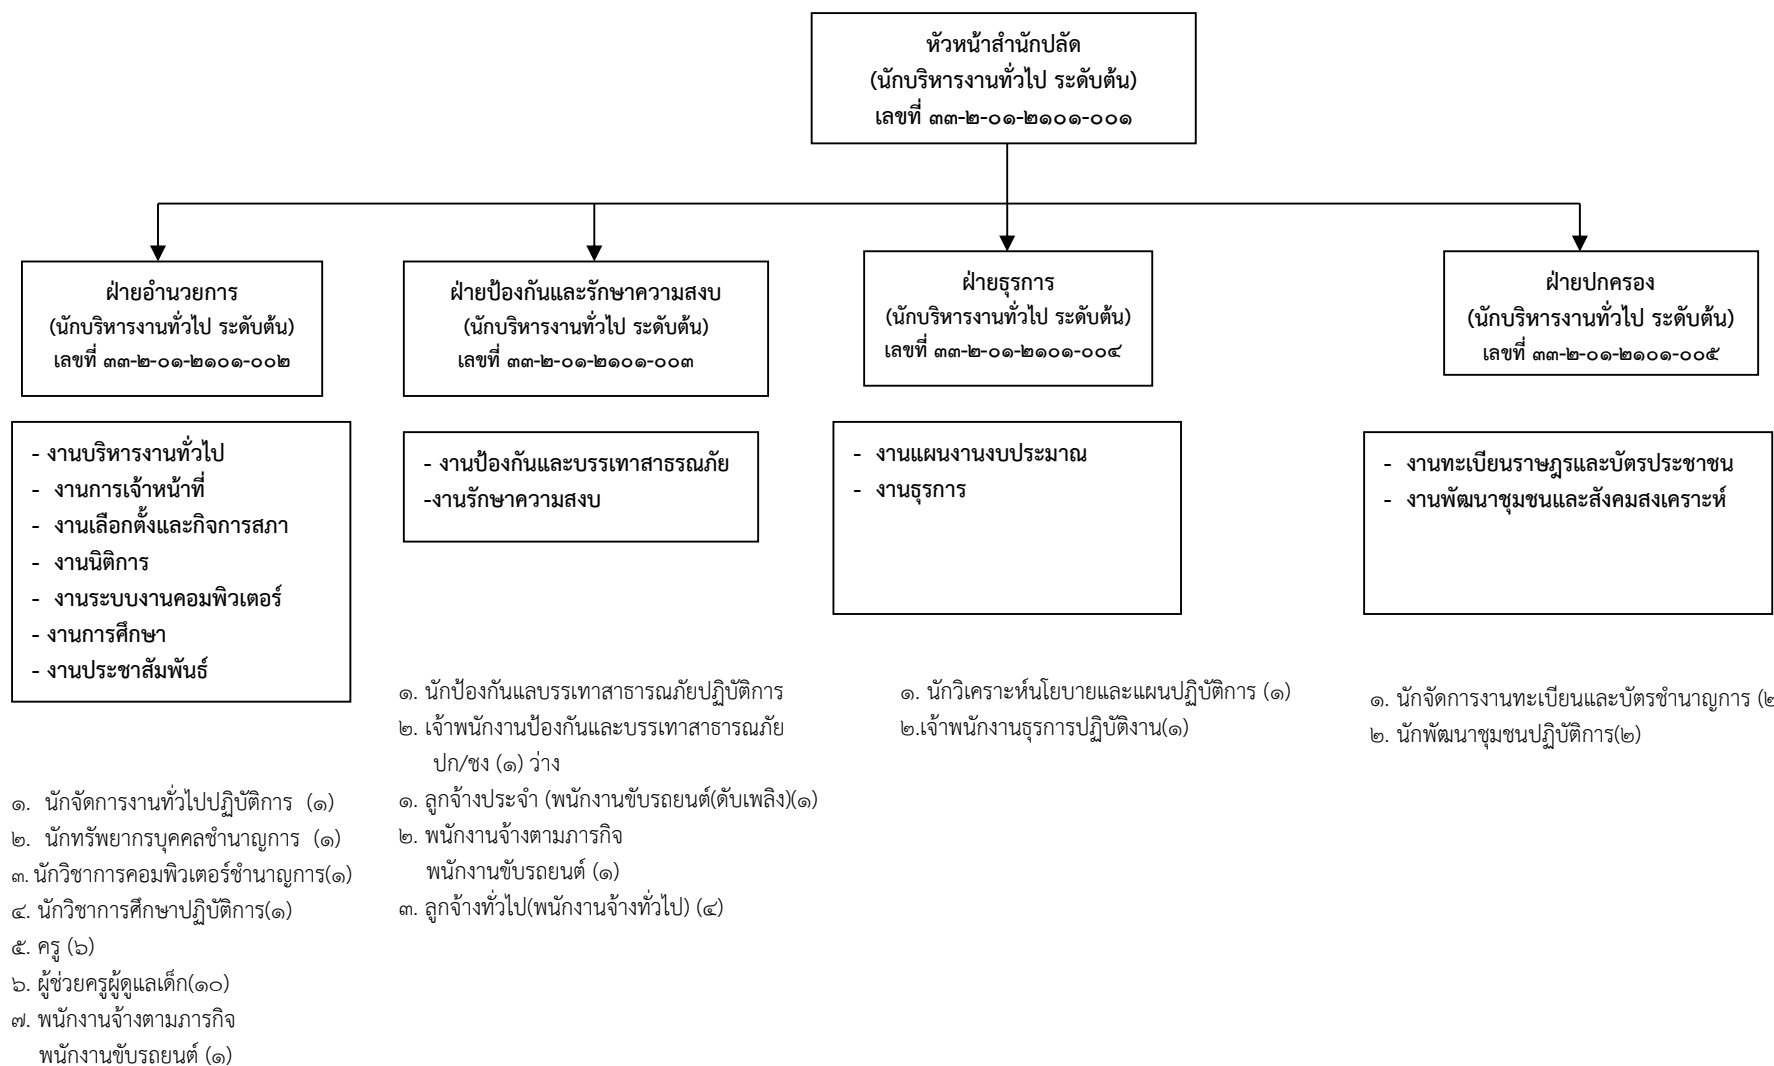 หัวหน้าสำนักปลัด
(นักบริหารงานทั่วไป ระดับต้น)
เลขที่ ๓๓-๒-๐๑-๒๑๐๑-๐๐๑
ฝ่ายอำนวยการ
(นักบริหารงานทั่วไป ระดับต้น)
เลขที่ ๓๓-๒-๐๑-๒๑๐๑-๐๐๒
ฝ่ายป้องกันและรักษาความสงบ
(นักบริหารงานทั่วไป ระดับต้น)
เลขที่ ๓๓-๒-๐๑-๒๑๐๑-๐๐๓
ฝ่ายธุรการ
(นักบริหารงานทั่วไป ระดับต้น)
เลขที่ ๓๓-๒-๐๑-๒๑๐๑-๐๐๔
ฝ่ายปกครอง
(นักบริหารงานทั่วไป ระดับต้น)
เลขที่ ๓๓-๒-๐๑-๒๑๐๑-๐๐๕
- งานบริหารงานทั่วไป
- งานการเจ้าหน้าที่
- งานเลือกตั้งและกิจการสภา
- งานนิติการ
- งานระบบงานคอมพิวเตอร์
- งานการศึกษา
- งานประชาสัมพันธ์
- งานป้องกันและบรรเทาสาธรณภัย
-งานรักษาความสงบ
- งานแผนงานงบประมาณ
- งานธุรการ
- งานทะเบียนราษฎรและบัตรประชาชน
- งานพัฒนาชุมชนและสังคมสงเคราะห์
๑. นักจัดการงานทั่วไปปฏิบัติการ (๑)
๒. นักทรัพยากรบุคคลชำนาญการ (๑)
๓. นักวิชาการคอมพิวเตอร์ชำนาญการ(๑)
๔. นักวิชาการศึกษาปฏิบัติการ(๑)
๕. ครู (๖)
๖. ผู้ช่วยครูผู้ดูแลเด็ก(๑๐)
๗. พนักงานจ้างตามภารกิจ
พนักงานขับรถยนต์ (๑)
๑. นักป้องกันแลบรรเทาสาธารณภัยปฏิบัติการ
๒. เจ้าพนักงานป้องกันและบรรเทาสาธารณภัย
ปก/ชง (๑) ว่าง
๑. ลูกจ้างประจำ (พนักงานขับรถยนต์(ดับเพลิง)(๑)
๒. พนักงานจ้างตามภารกิจ
พนักงานขับรถยนต์ (๑)
๓. ลูกจ้างทั่วไป(พนักงานจ้างทั่วไป) (๔)
๑. นักวิเคราะห์นโยบายและแผนปฏิบัติการ (๑)
๒.เจ้าพนักงานธุรการปฏิบัติงาน(๑)
๑. นักจัดการงานทะเบียนและบัตรชำนาญการ (๒
๒. นักพัฒนาชุมชนปฏิบัติการ(๒)